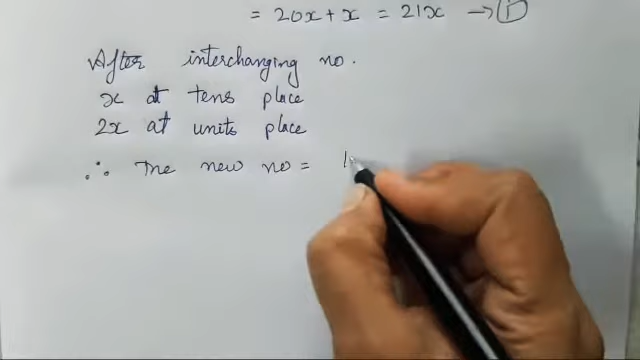 = 20x + x = 21x → i
After interchanging no.
x at tens place
2x at units place
∴ The new no = 1